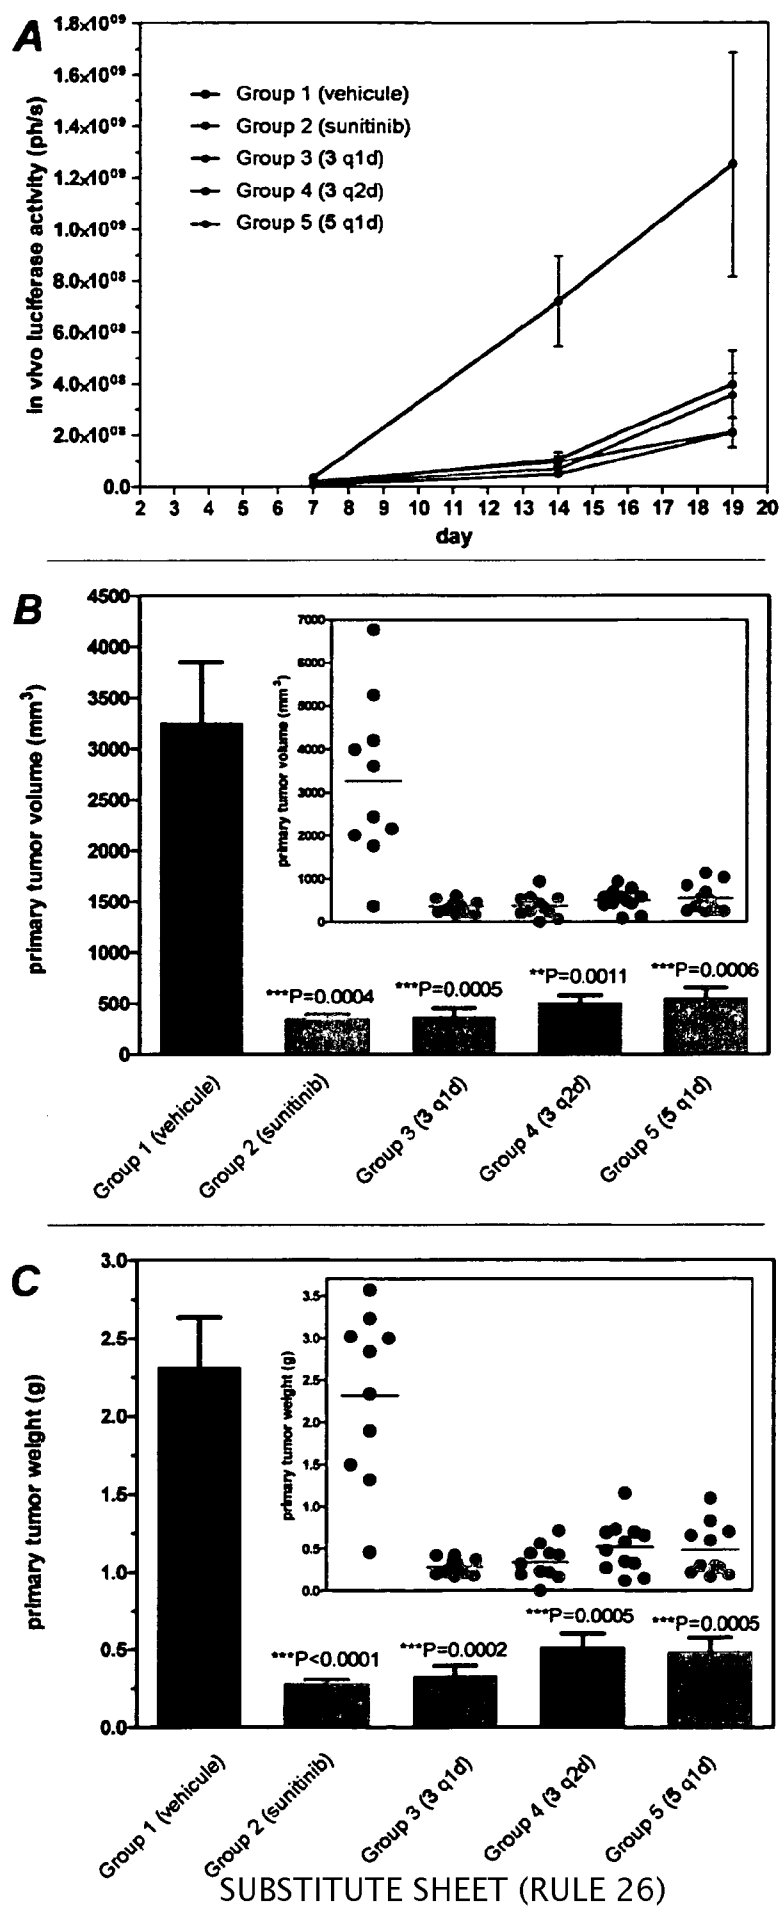 A
1.8x10⁰⁹
1.6x10⁰⁹
1.4x10⁰⁹
1.2x10⁰⁹
1.0x10⁰⁹
8.0x10⁰⁸
6.0x10⁰⁸
4.0x10⁰⁸
2.0x10⁰⁸
0.0
in vivo luciferase activity (ph/s)
Group 1 (vehicule)
Group 2 (sunitinib)
Group 3 (3 q1d)
Group 4 (3 q2d)
Group 5 (5 q1d)
2 3 4 5 6 7 8 9 10 11 12 13 14 15 16 17 18 19 20
day
B
4500
4000
3500
3000
2500
2000
1500
1000
500
0
primary tumor volume (mm³)
7000
6000
5000
4000
3000
2000
1000
0
primary tumor volume (mm³)
***P=0.0004 ***P=0.0005 **P=0.0011 ***P=0.0006
Group 1 (vehicule)
Group 2 (sunitinib)
Group 3 (3 q1d)
Group 4 (3 q2d)
Group 5 (5 q1d)
C
3.0
2.5
2.0
1.5
1.0
0.5
0.0
primary tumor weight (g)
3.5
3.0
2.5
2.0
1.5
1.0
0.5
0.0
primary tumor weight (g)
***P<0.0001 ***P=0.0002 ***P=0.0005 ***P=0.0005
Group 1 (vehicule)
Group 2 (sunitinib)
Group 3 (3 q1d)
Group 4 (3 q2d)
Group 5 (5 q1d)
SUBSTITUTE SHEET (RULE 26)